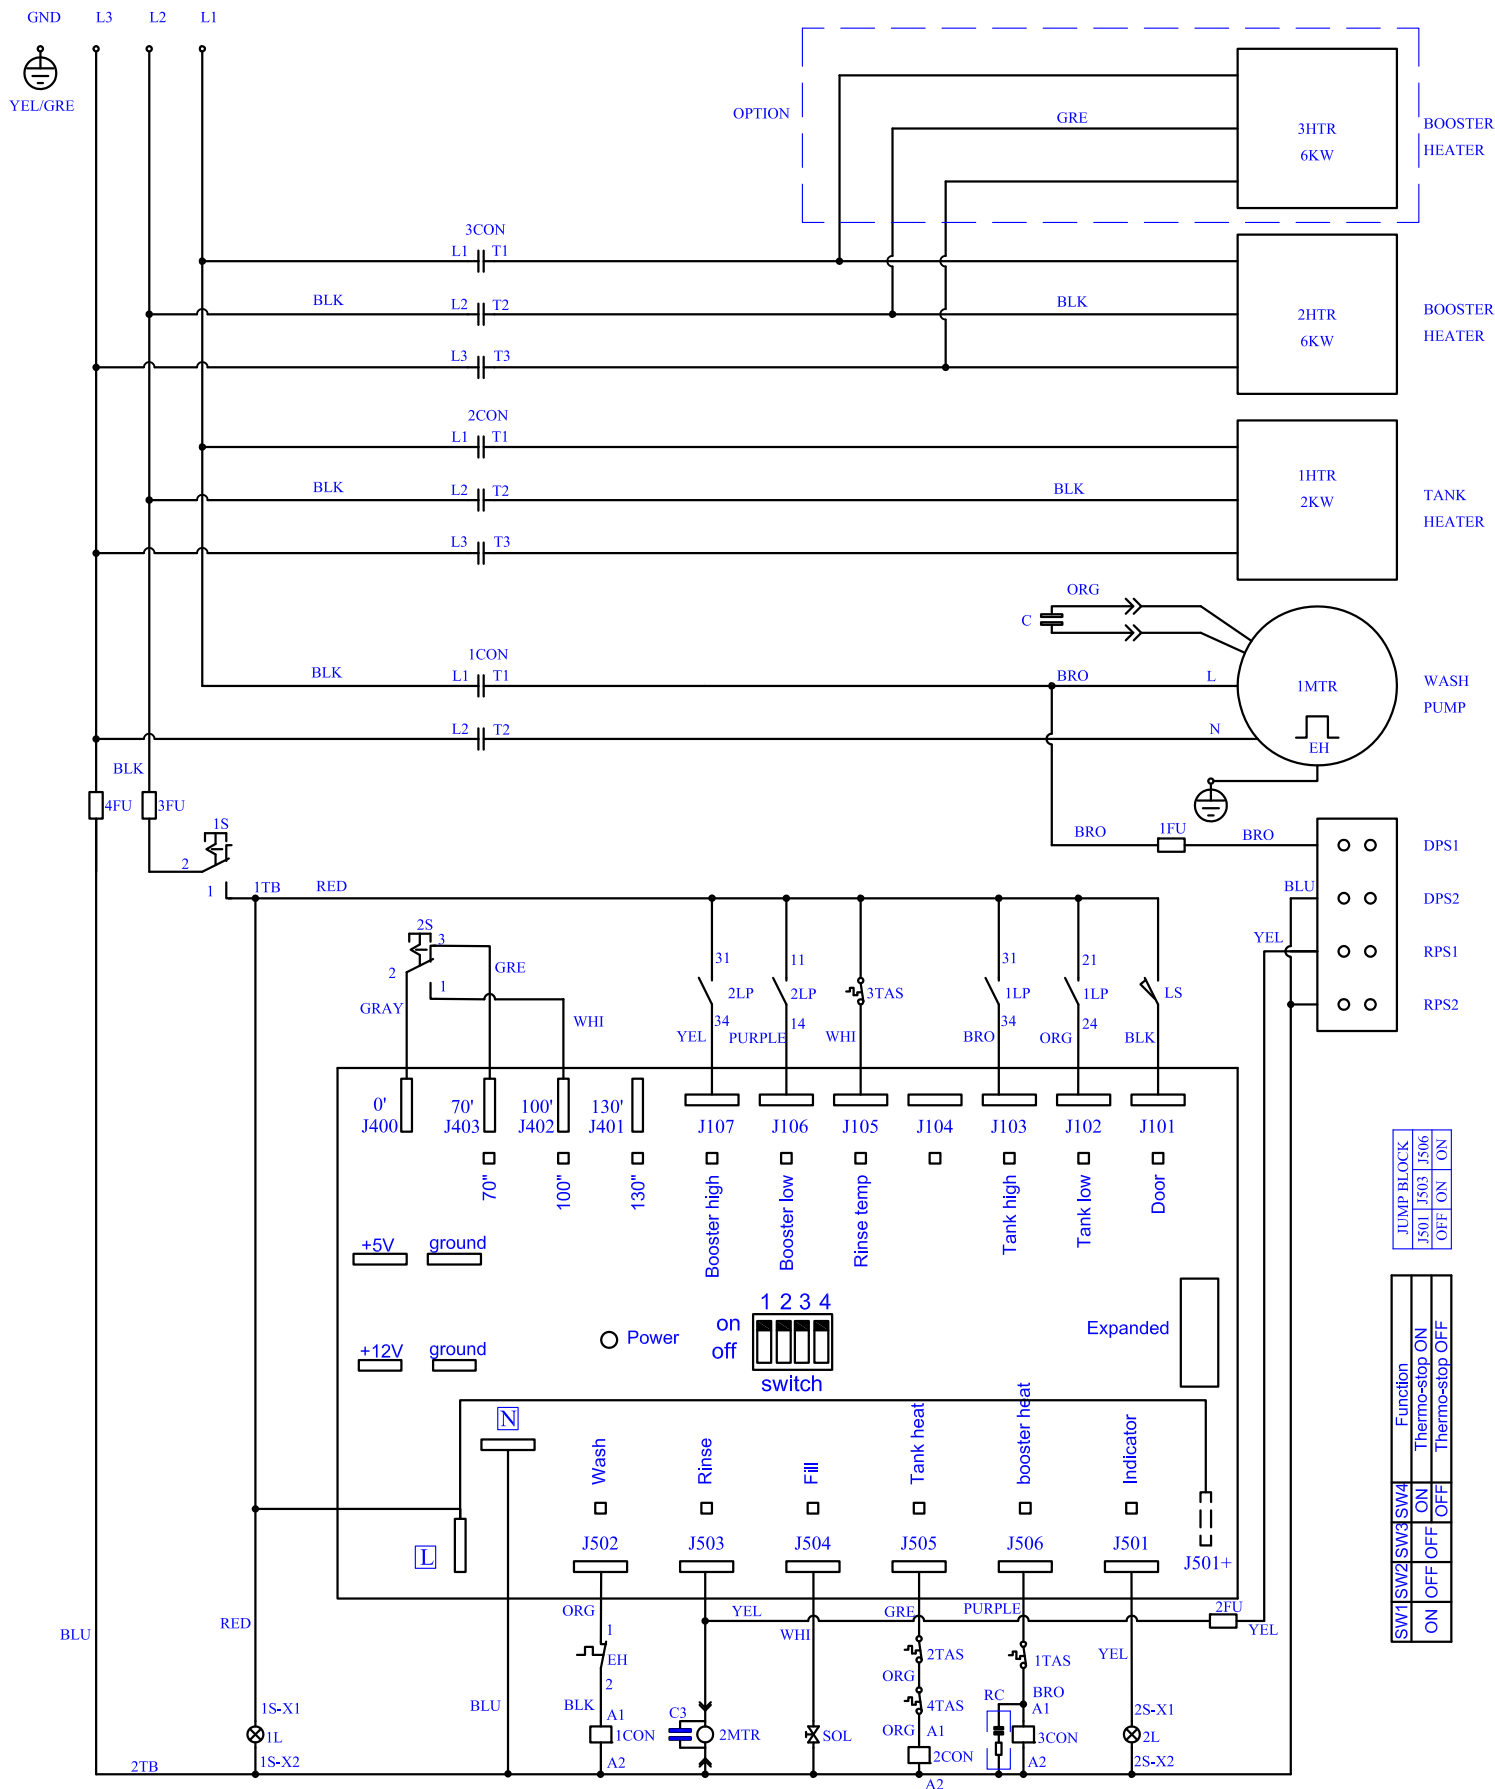 GND L3 L2 L1
YEL/GRE
OPTION
GRE
3HTR
6KW
BOOSTER
HEATER
3CON
L1 T1
BLK L2 T2 BLK
L3 T3
2HTR
6KW
BOOSTER
HEATER
2CON
L1 T1
BLK L2 T2 BLK
L3 T3
1HTR
2KW
TANK
HEATER
ORG
C
1CON
BLK L1 T1 BRO L
L2 T2 N
1MTR
EH
WASH
PUMP
BLK
4FU 3FU
1S
2
1 1TB RED
BRO 1FU BRO DPS1
BLU DPS2
YEL RPS1
RPS2
2S
3
2 GRE
1
GRAY WHI
31 11 31 21
2LP 2LP 3TAS 1LP 1LP LS
34 14 34 24
YEL PURPLE WHI BRO ORG BLK
0' 70' 100' 130'
J400 J403 J402 J401 J107 J106 J105 J104 J103 J102 J101
70"
100"
130"
Booster high
Booster low
Rinse temp
Tank high
Tank low
Door
+5V ground
1 2 3 4
on
off
switch
Power
Expanded
+12V ground
JUMP BLOCK
J501 J503 J506
OFF ON ON
SW1 SW2 SW3 SW4 Function
ON OFF OFF ON Thermo-stop ON
OFF Thermo-stop OFF
N
Wash
Rinse
Fill
Tank heat
booster heat
Indicator
L
J502 J503 J504 J505 J506 J501 J501+
ORG YEL GRE PURPLE 2FU
YEL
BLU RED WHI
1
EH
2
2TAS 1TAS YEL
ORG
4TAS
BLK BLU
RC BRO
1S-X1 A1 C3 ORG A1 A1 2S-X1
1L 1CON 2MTR SOL 2CON 3CON 2L
1S-X2 A2 A2 2S-X2
2TB A2